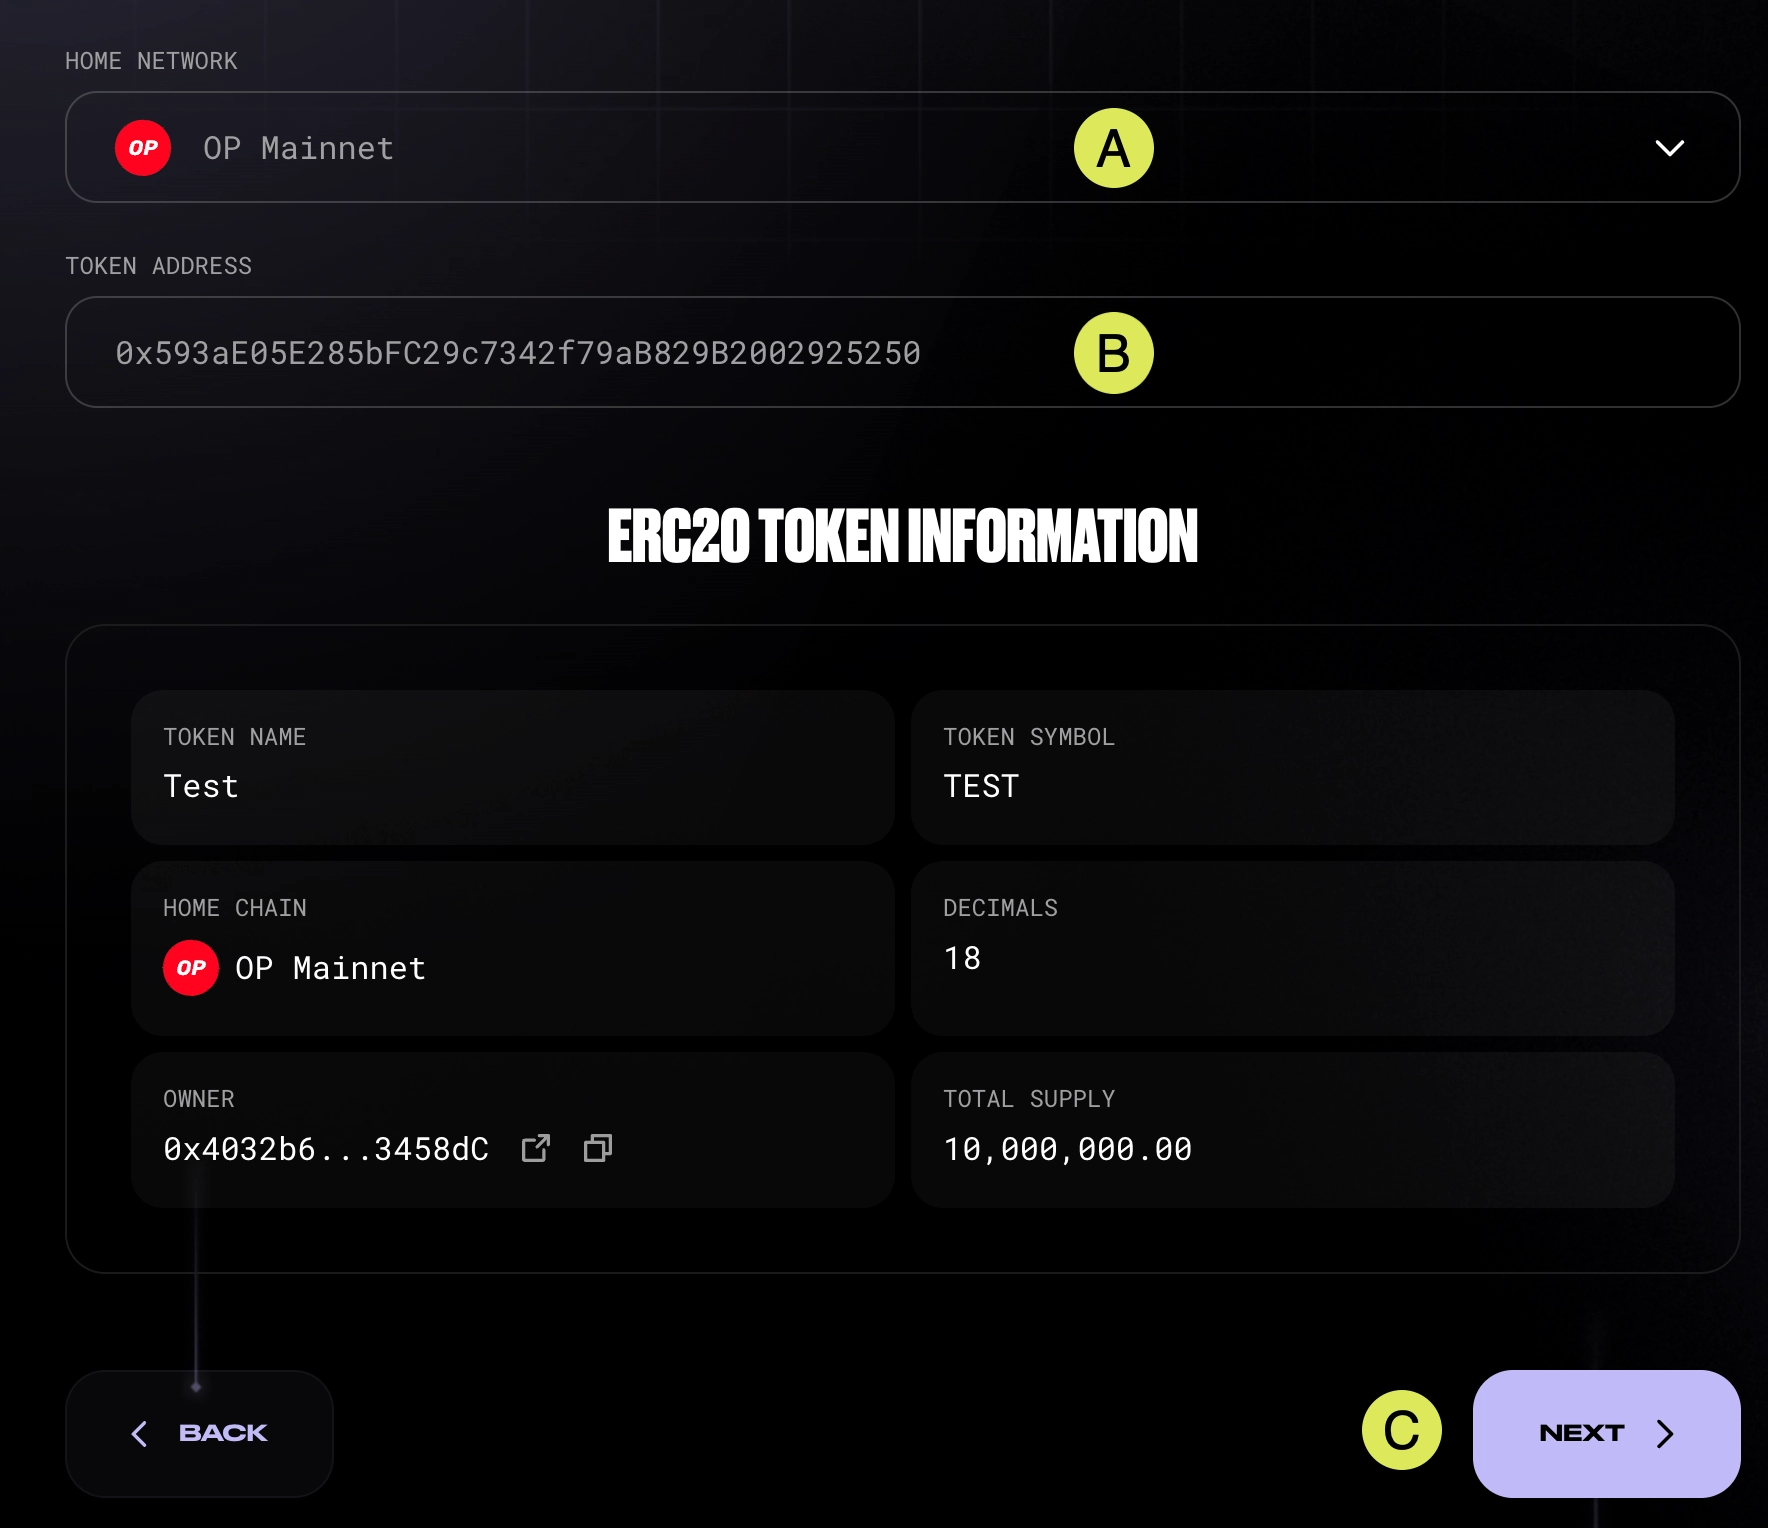 HOME NETWORK
OP OP Mainnet A
TOKEN ADDRESS
0x593aE05E285bFC29c7342f79aB829B2002925250 B
ERC20 TOKEN INFORMATION
TOKEN NAME
Test
TOKEN SYMBOL
TEST
HOME CHAIN
OP OP Mainnet
DECIMALS
18
OWNER
0x4032b6...3458dC
TOTAL SUPPLY
10,000,000.00
BACK
C
NEXT